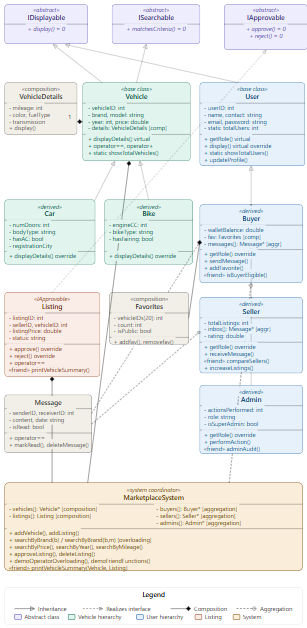 «abstract»
IDisplayable
+ display() = 0
«abstract»
ISearchable
+ matchesCriteria() = 0
«abstract»
IApprovable
+ approve() = 0
+ reject() = 0
«composition»
VehicleDetails
- mileage: int
- color, fuelType
- transmission
+ display()
1
«base class»
Vehicle
- vehicleID: int
- brand, model: string
- year: int, price: double
- details: VehicleDetails [comp]
+ displayDetails() virtual
+ operator==, operator+
+ static showTotalVehicles()
«base class»
User
- userID: int
- name, contact: string
- email, password: string
- static totalUsers: int
+ getRole() virtual
+ display() virtual override
+ static showTotalUsers()
+ updateProfile()
«derived»
Car
- numDoors: int
- bodyType: string
- hasAC: bool
- registrationCity
+ displayDetails() override
«derived»
Bike
- engineCC: int
- bikeType: string
- hasFairing: bool
+ displayDetails() override
«derived»
Buyer
- walletBalance: double
- fav: Favorites [comp]
- messages[]: Message* [aggr]
+ getRole() override
+ sendMessage()
+ addFavorite()
«friend» isBuyerEligible()
«IApprovable»
Listing
- listingID: int
- sellerID, vehicleID: int
- listingPrice: double
- status: string
+ approve() override
+ reject() override
+ operator==
«friend» printVehicleSummary()
«composition»
Favorites
- vehicleIDs[20]: int
- count: int
- isPublic: bool
+ addfav(), removefav()
«derived»
Seller
- totalListings: int
- inbox[]: Message* [aggr]
- rating: double
+ getRole() override
+ receiveMessage()
«friend» compareSellers()
+ increaseListings()
Message
- senderID, receiverID: int
- content, date: string
- isRead: bool
+ operator==
+ markRead(), deleteMessage()
«derived»
Admin
- actionsPerformed: int
- role: string
- isSuperAdmin: bool
+ getRole() override
+ performAction()
«friend» adminAudit()
«system coordinator»
MarketplaceSystem
- vehicles[]: Vehicle* [composition]
- listings[]: Listing [composition]
- buyers[]: Buyer* [aggregation]
- sellers[]: Seller* [aggregation]
- admins[]: Admin* [aggregation]
+ addVehicle(), addListing()
+ searchByBrand(b) / searchByBrand(b,m) [overloading]
+ searchByPrice(), searchByYear(), searchByMileage()
+ approveListing(), deleteListing()
+ demoOperatorOverloading(), demoFriendFunctions()
«friend» printVehicleSummary(Vehicle, Listing)
Legend
Inheritance
Realizes interface
Composition
Aggregation
Abstract class
Vehicle hierarchy
User hierarchy
Listing
System